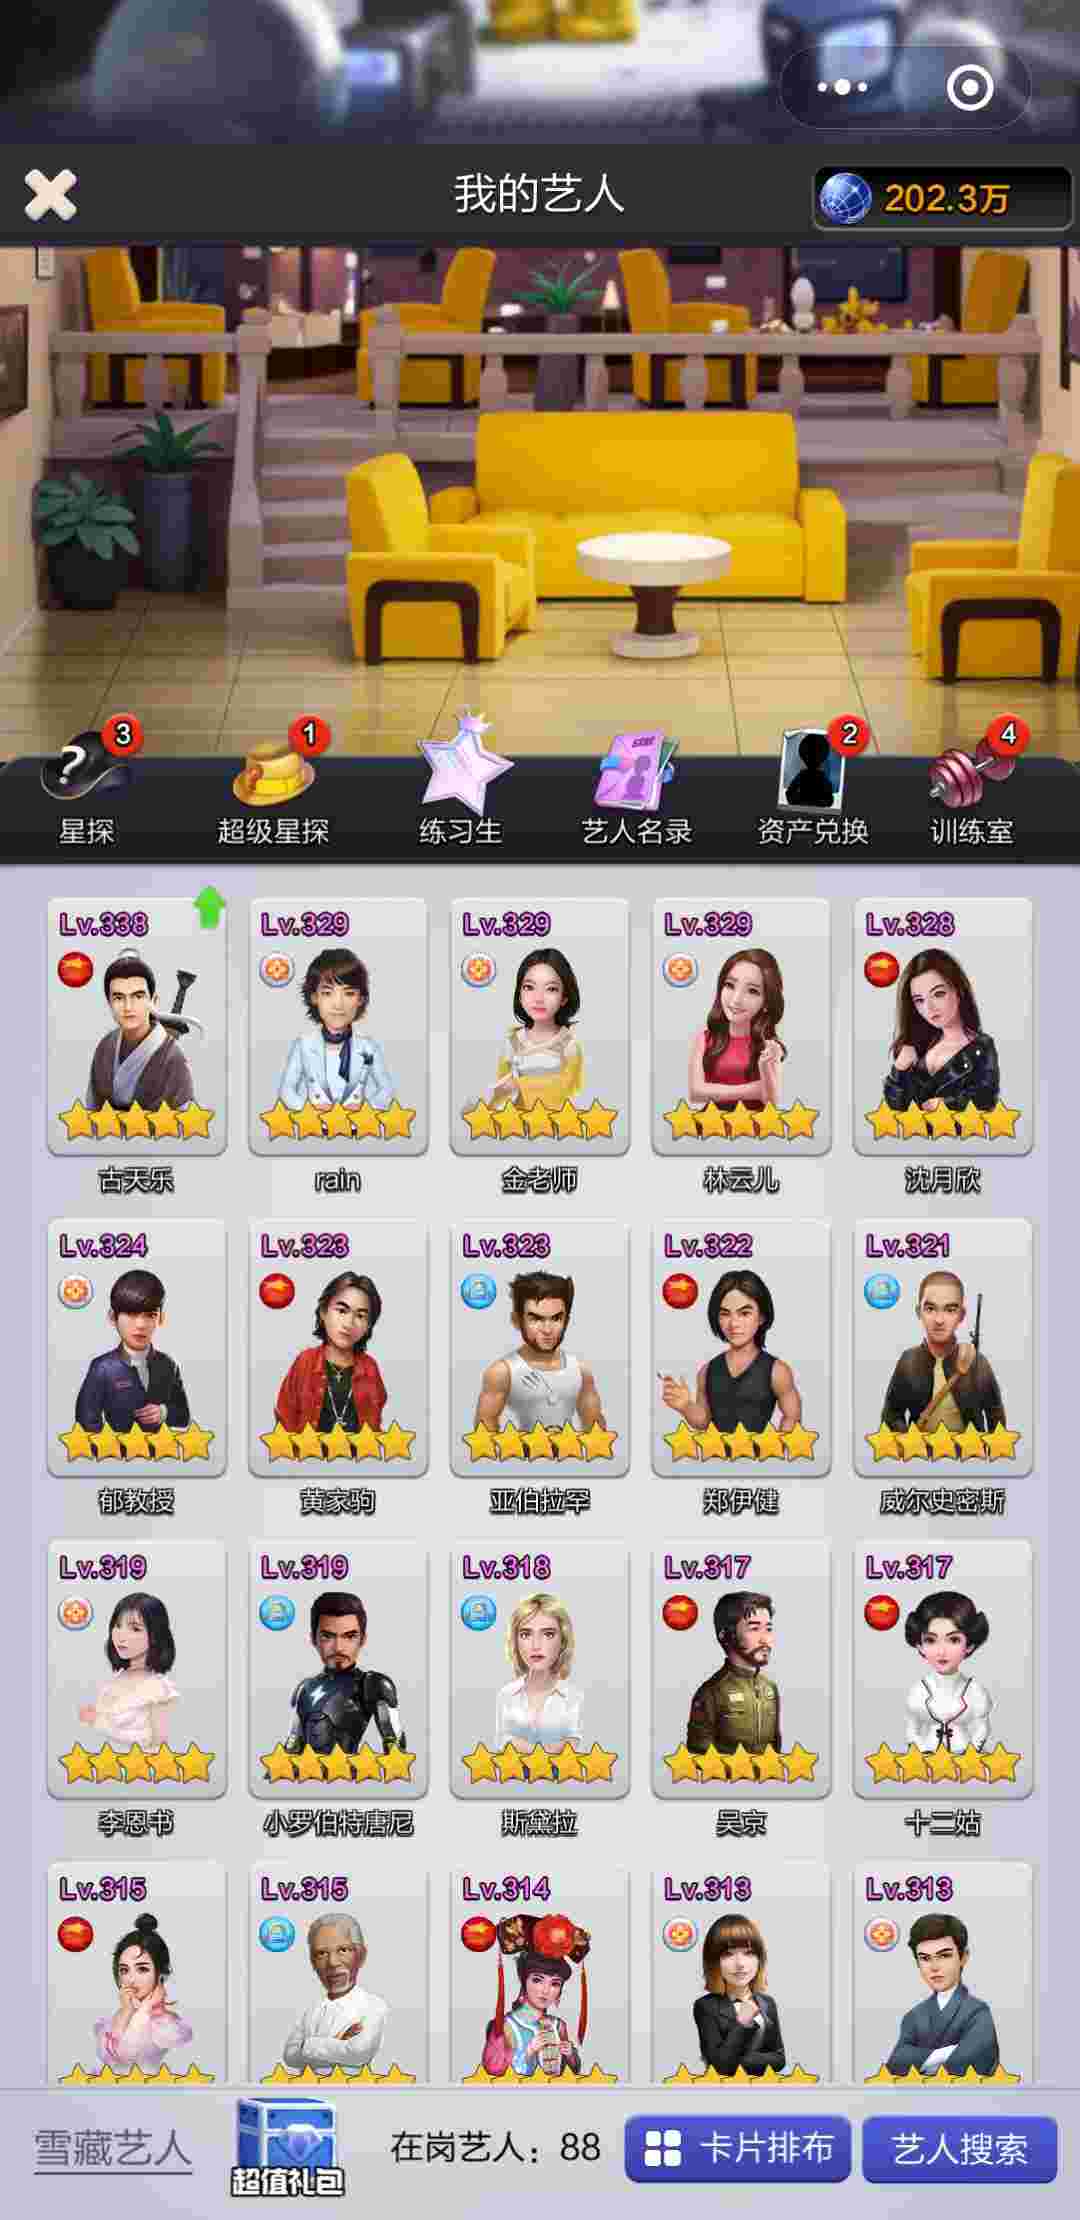 我的艺人
202.3万
3
1
2
4
星探
超级星探
练习生
艺人名录
资产兑换
训练室
Lv.338
Lv.329
Lv.329
Lv.329
Lv.328
古天乐
rain
金老师
林云儿
沈月欣
Lv.324
Lv.323
Lv.323
Lv.322
Lv.321
郁教授
黄家驹
亚伯拉罕
郑伊健
威尔史密斯
Lv.319
Lv.319
Lv.318
Lv.317
Lv.317
李恩书
小罗伯特唐尼
斯黛拉
吴京
十二姑
Lv.315
Lv.315
Lv.314
Lv.313
Lv.313
雪藏艺人
超值礼包
在岗艺人：88
卡片排布
艺人搜索